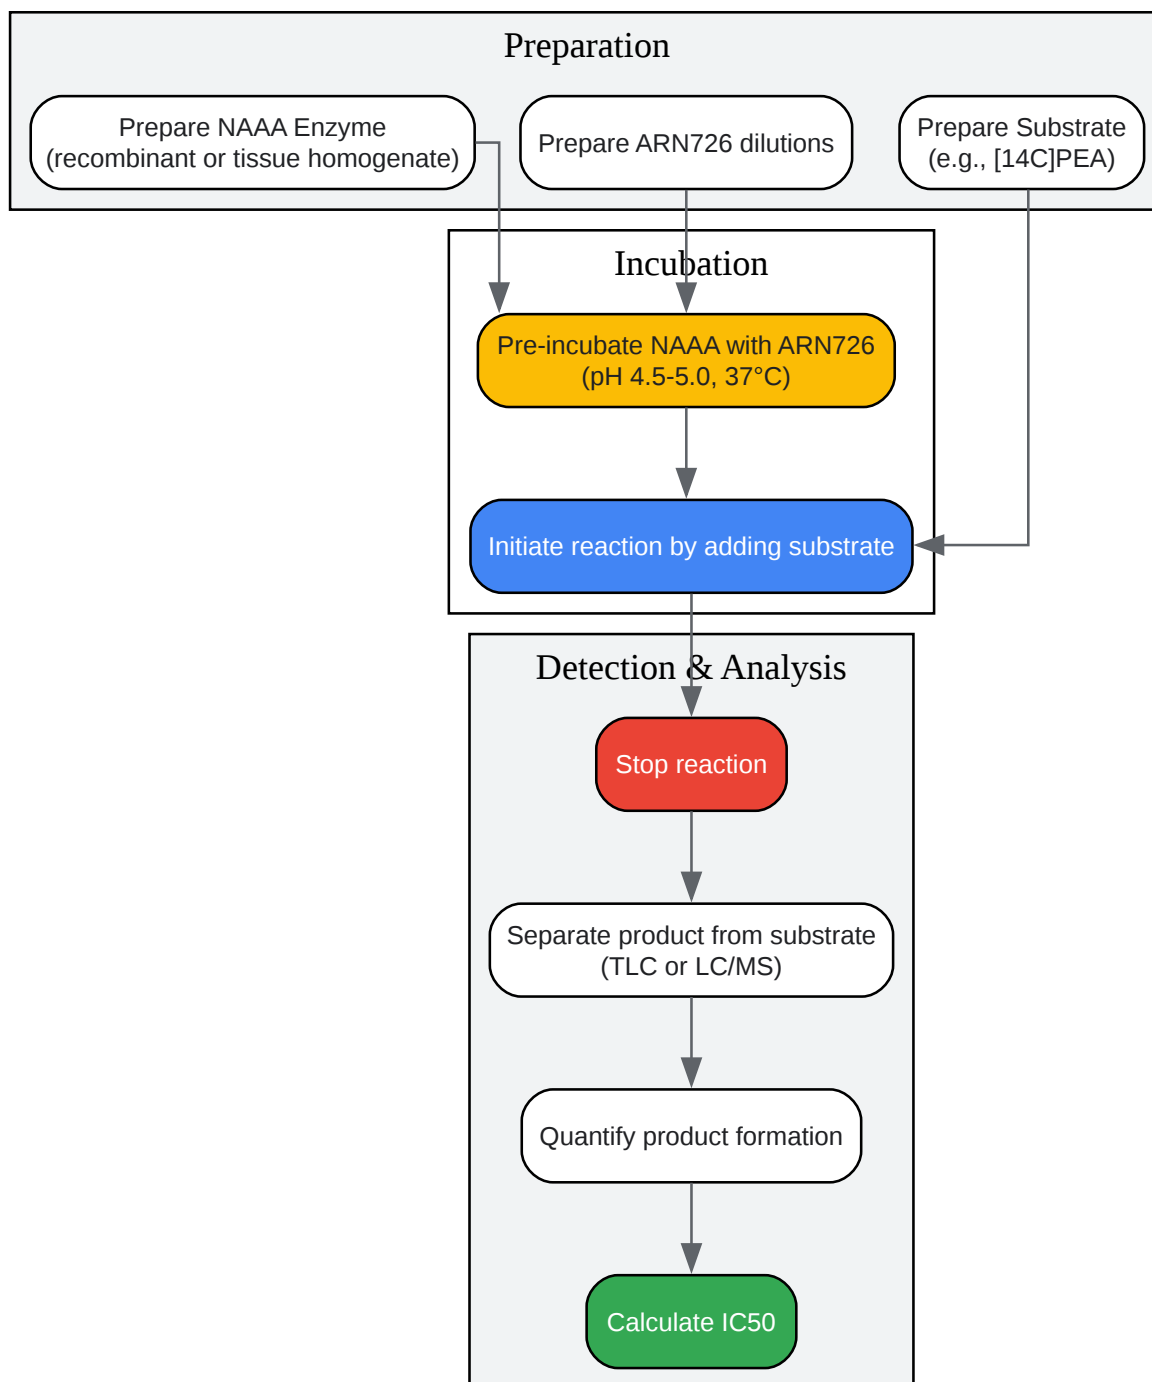 Preparation
Prepare NAAA Enzyme
(recombinant or tissue homogenate)
Prepare ARN726 dilutions
Prepare Substrate
(e.g., [14C]PEA)
Incubation
Pre-incubate NAAA with ARN726
(pH 4.5-5.0, 37°C)
Initiate reaction by adding substrate
Detection & Analysis
Stop reaction
Separate product from substrate
(TLC or LC/MS)
Quantify product formation
Calculate IC50